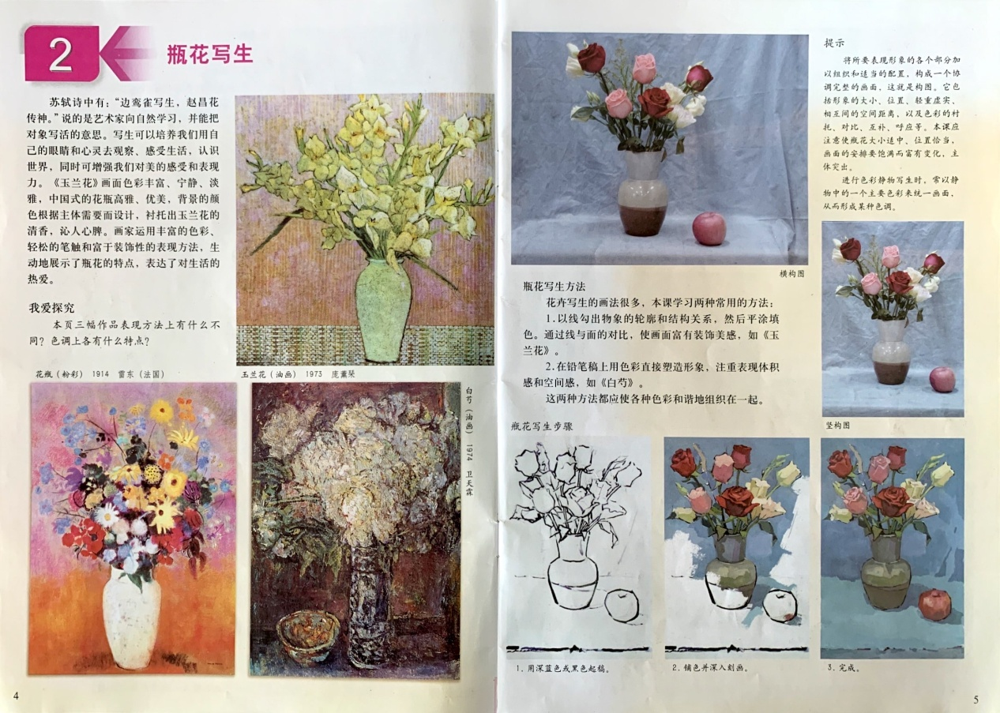 2
瓶花写生
苏轼诗中有：“边鸾雀写生，赵昌花
传神。”说的是艺术家向自然学习，并能把
对象写活的意思。写生可以培养我们用自
己的眼睛和心灵去观察、感受生活，认识
世界，同时可增强我们对美的感受和表现
力。《玉兰花》画面色彩丰富、宁静、淡
雅，中国式的花瓶高雅、优美，背景的颜
色根据主体需要而设计，衬托出玉兰花的
清香，沁人心脾。画家运用丰富的色彩、
轻松的笔触和富于装饰性的表现方法，生
动地展示了瓶花的特点，表达了对生活的
热爱。
我爱探究
本页三幅作品表现方法上有什么不
同？色调上各有什么特点？
花瓶（粉彩） 1914 雷东（法国）
玉兰花（油画） 1973 庞薰琹
白芍（油画） 1974 卫天霖
4
横构图
瓶花写生方法
花卉写生的画法很多，本课学习两种常用的方法：
1.以线勾出物象的轮廓和结构关系，然后平涂填
色。通过线与面的对比，使画面富有装饰美感，如《玉
兰花》。
2.在铅笔稿上用色彩直接塑造形象，注重表现体积
感和空间感，如《白芍》。
这两种方法都应使各种色彩和谐地组织在一起。
提示
将所要表现形象的各个部分加
以组织和适当的配置，构成一个协
调完整的画面，这就是构图。它包
括形象的大小、位置、轻重虚实、
相互间的空间距离，以及色彩的衬
托、对比、互补、呼应等。本课应
注意使瓶花大小适中、位置恰当，
画面的安排要饱满而富有变化，主
体突出。
进行色彩静物写生时，常以静
物中的一个主要色彩来统一画面，
从而形成某种色调。
竖构图
瓶花写生步骤
1. 用深蓝色或黑色起稿。
2. 铺色并深入刻画。
3. 完成。
5